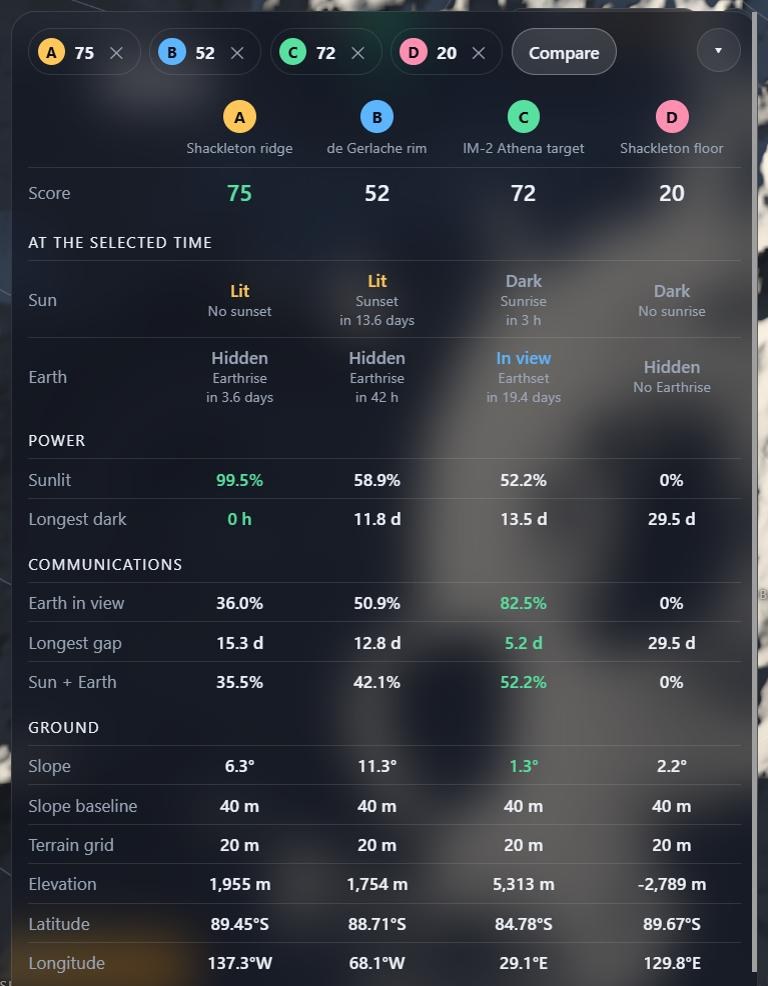 A 75 × B 52 × C 72 × D 20 × Compare ▾
A B C D
Shackleton ridge de Gerlache rim IM-2 Athena target Shackleton floor
Score 75 52 72 20
AT THE SELECTED TIME
Lit Lit Dark Dark
Sun No sunset Sunset Sunrise No sunrise
in 13.6 days in 3 h
Hidden Hidden In view Hidden
Earth Earthrise Earthrise Earthset No Earthrise
in 3.6 days in 42 h in 19.4 days
POWER
Sunlit 99.5% 58.9% 52.2% 0%
Longest dark 0 h 11.8 d 13.5 d 29.5 d
COMMUNICATIONS
Earth in view 36.0% 50.9% 82.5% 0%
Longest gap 15.3 d 12.8 d 5.2 d 29.5 d
Sun + Earth 35.5% 42.1% 52.2% 0%
GROUND
Slope 6.3° 11.3° 1.3° 2.2°
Slope baseline 40 m 40 m 40 m 40 m
Terrain grid 20 m 20 m 20 m 20 m
Elevation 1,955 m 1,754 m 5,313 m -2,789 m
Latitude 89.45°S 88.71°S 84.78°S 89.67°S
Longitude 137.3°W 68.1°W 29.1°E 129.8°E